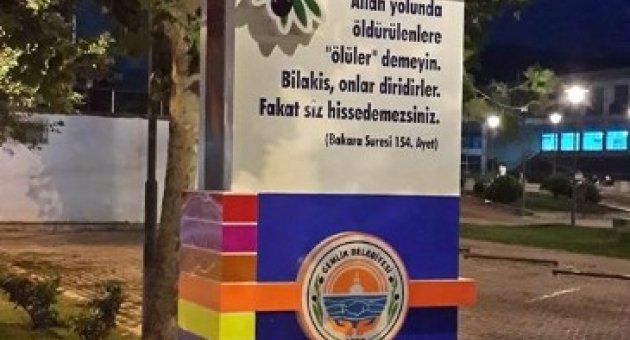 Allah yolunda
öldürülenlere
"ölüler" demeyin.
Bilakis, onlar diridirler.
Fakat siz hissedemezsiniz.
(Bakara Suresi 154. Ayet)
GEMLİK BELEDİYESİ